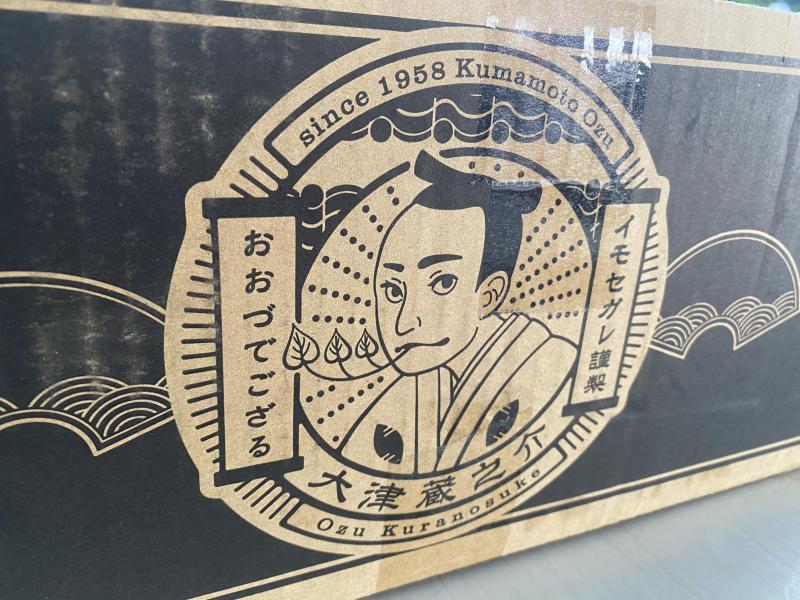 since 1958 Kumamoto Ozu
イモセガレ謹製
おおづでござる
大津蔵之介
Ozu Kuranosuke